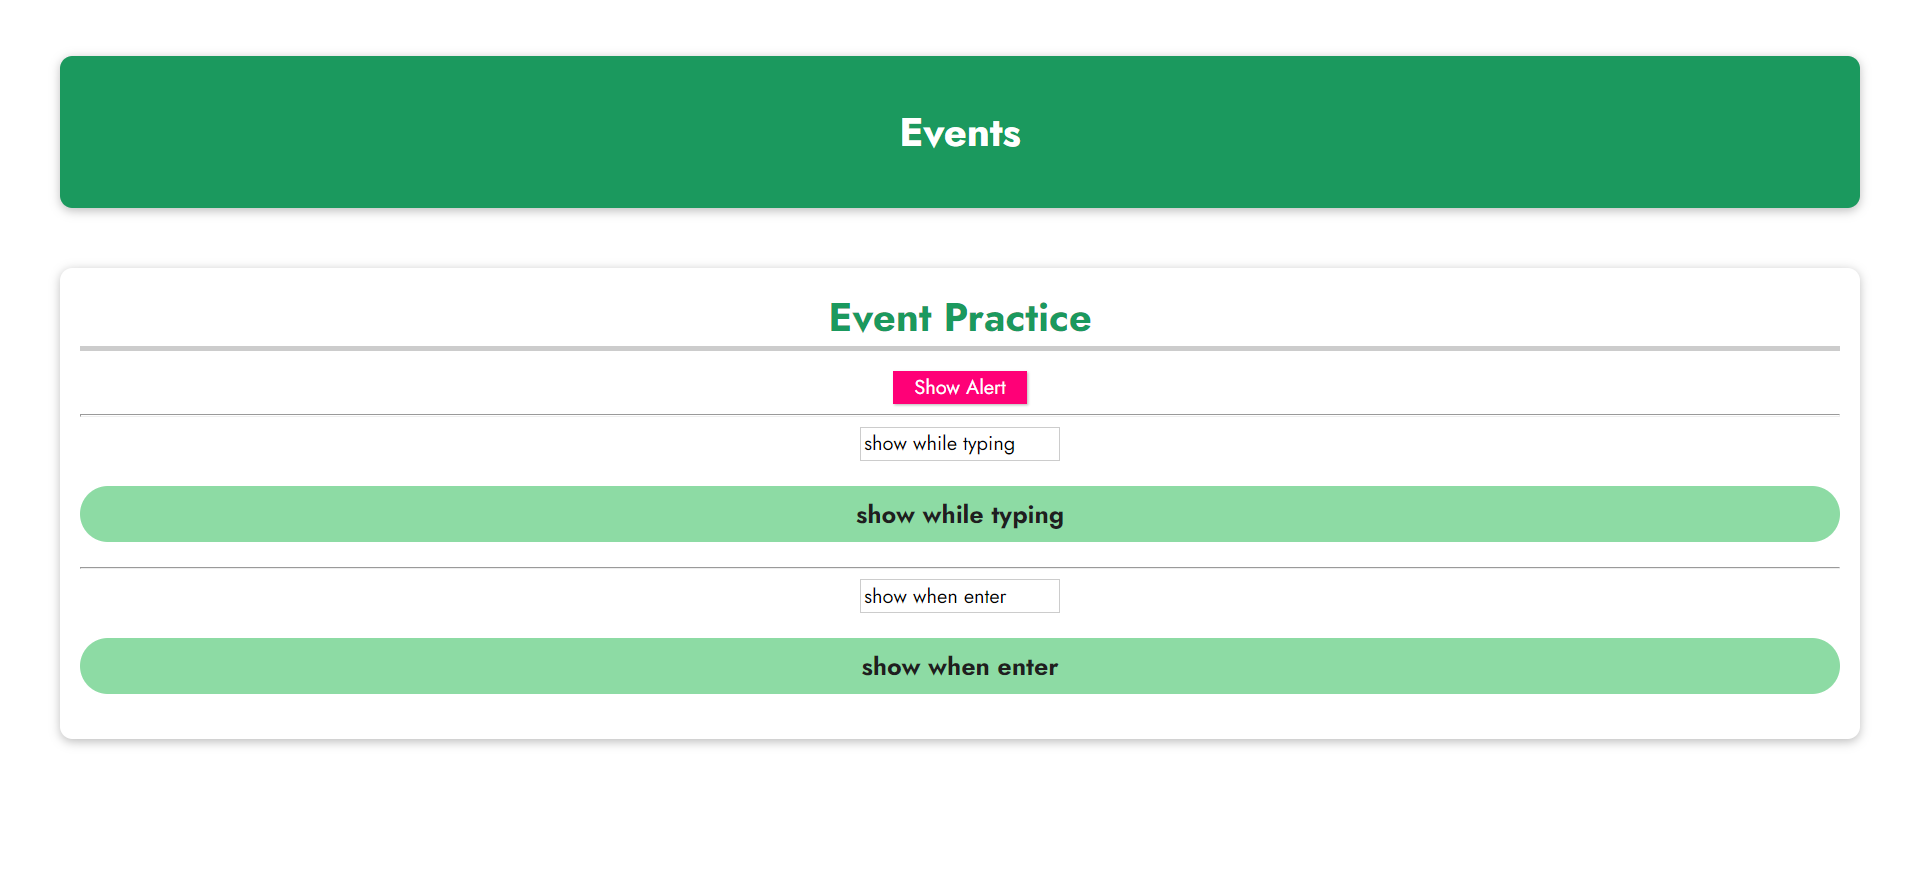 Events
Event Practice
Show Alert
show while typing
show while typing
show when enter
show when enter